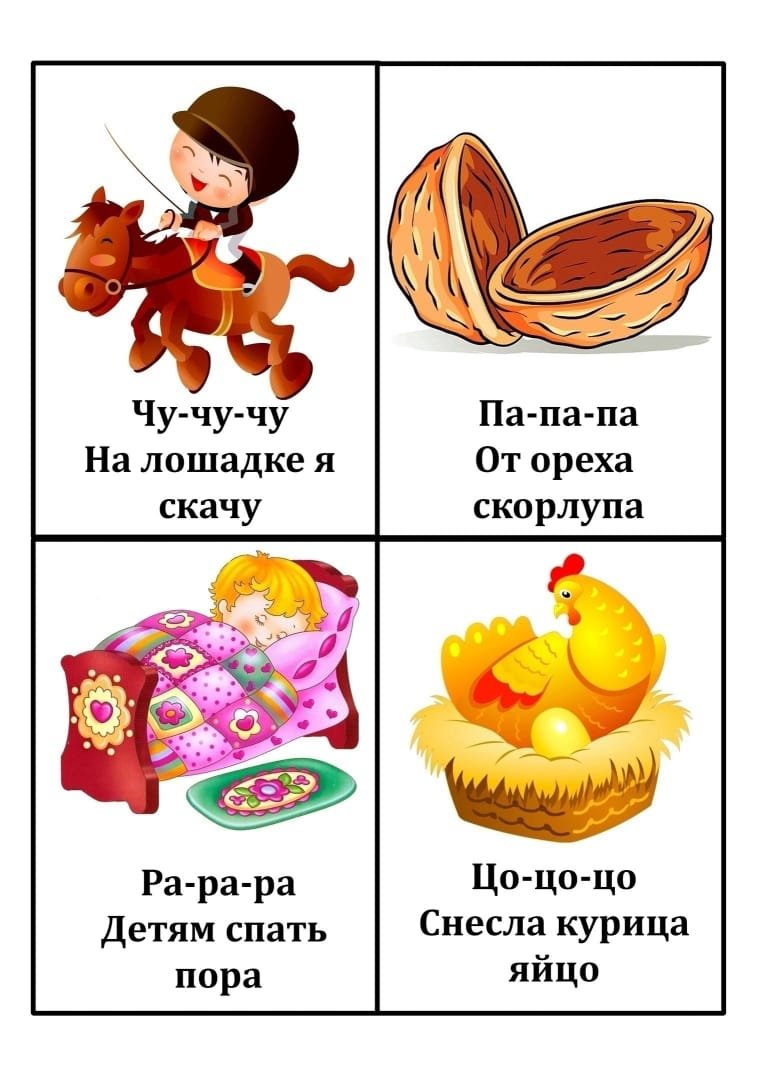 Чу-чу-чу
На лошадке я
скачу
Па-па-па
От ореха
скорлупа
Ра-ра-ра
Детям спать
пора
Цо-цо-цо
Снесла курица
яйцо